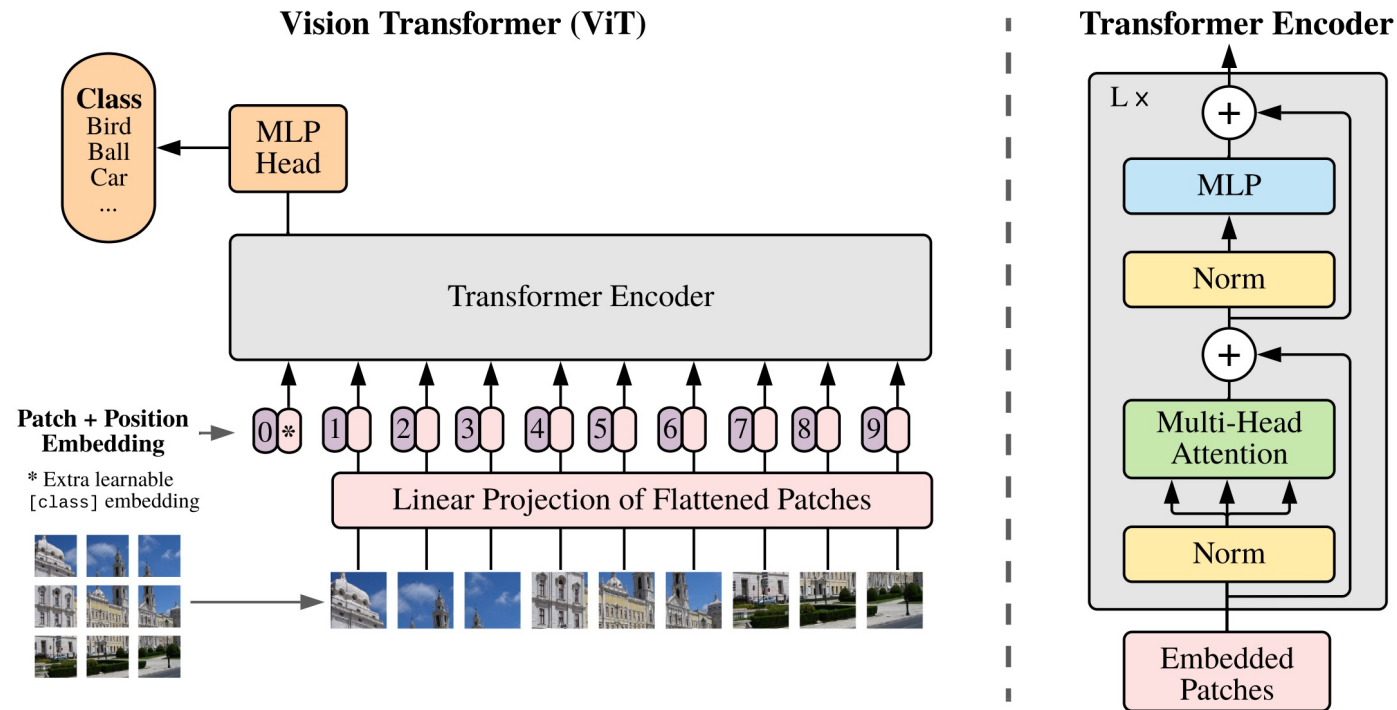 Vision Transformer (ViT)
Class
Bird
Ball
Car
...
MLP
Head
Transformer Encoder
Patch + Position
Embedding
0 * 1 2 3 4 5 6 7 8 9
* Extra learnable
[class] embedding
Linear Projection of Flattened Patches
Transformer Encoder
L ×
+
MLP
Norm
+
Multi-Head
Attention
Norm
Embedded
Patches